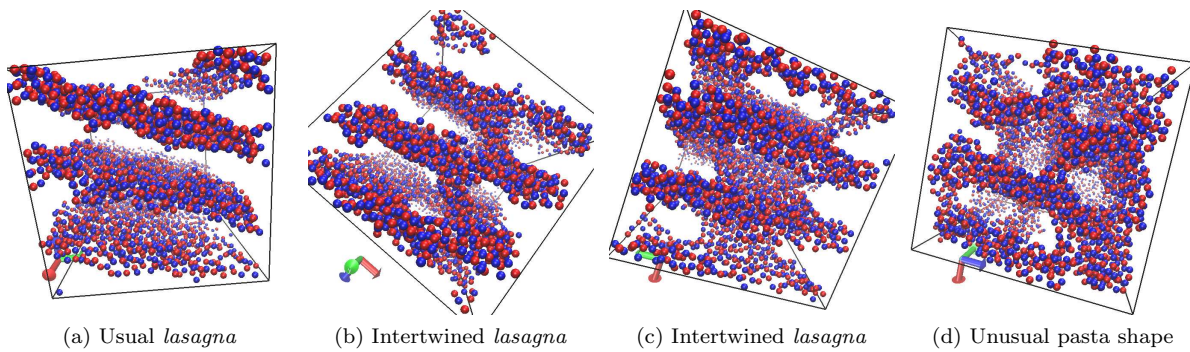 (a) Usual lasagna
(b) Intertwined lasagna
(c) Intertwined lasagna
(d) Unusual pasta shape